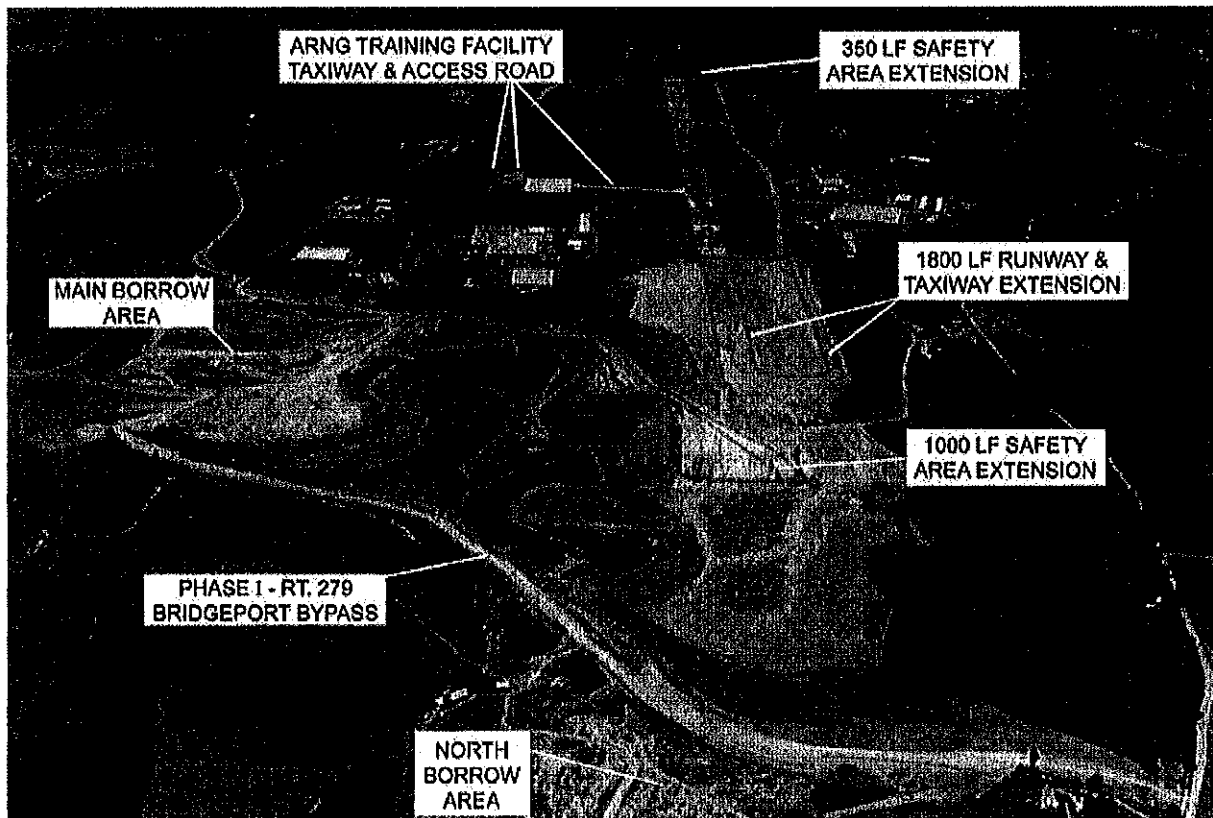 ARNG TRAINING FACILITY
TAXIWAY & ACCESS ROAD
350 LF SAFETY
AREA EXTENSION
MAIN BORROW
AREA
1800 LF RUNWAY &
TAXIWAY EXTENSION
1000 LF SAFETY
AREA EXTENSION
PHASE I - RT. 279
BRIDGEPORT BYPASS
NORTH
BORROW
AREA